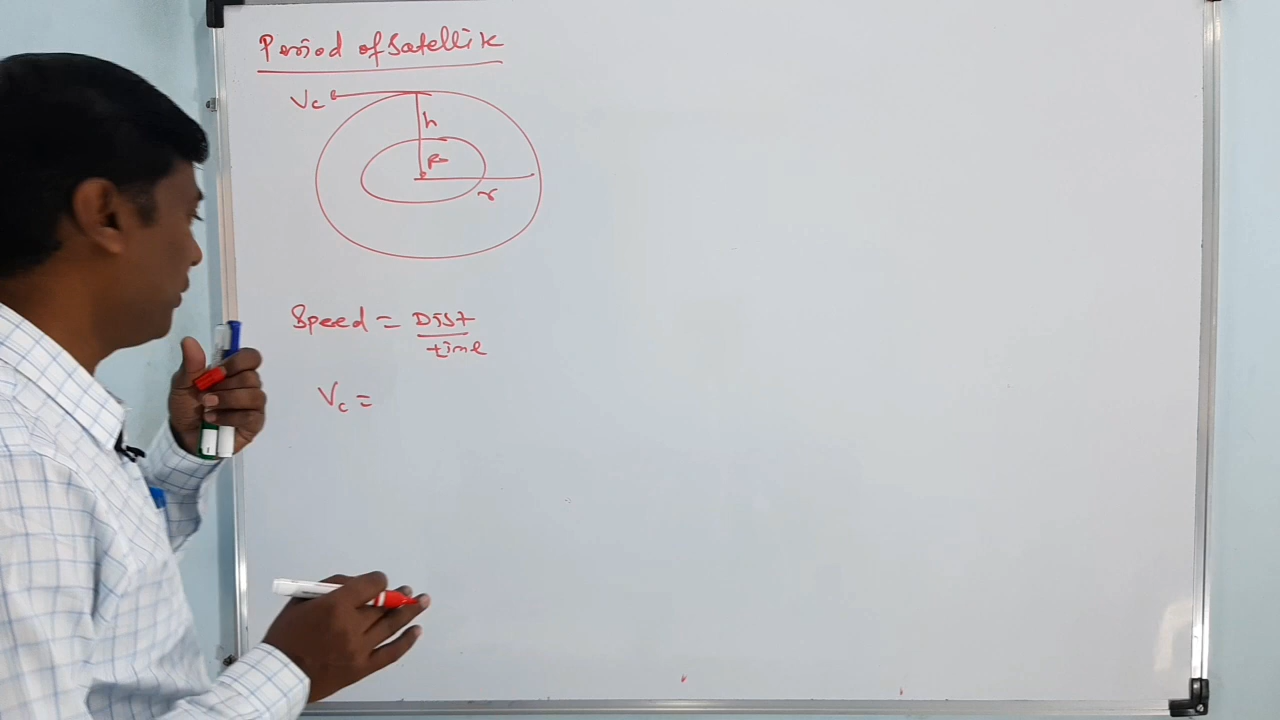 Period of Satellite
Vc
h
R
r
Speed = Dist
time
Vc =